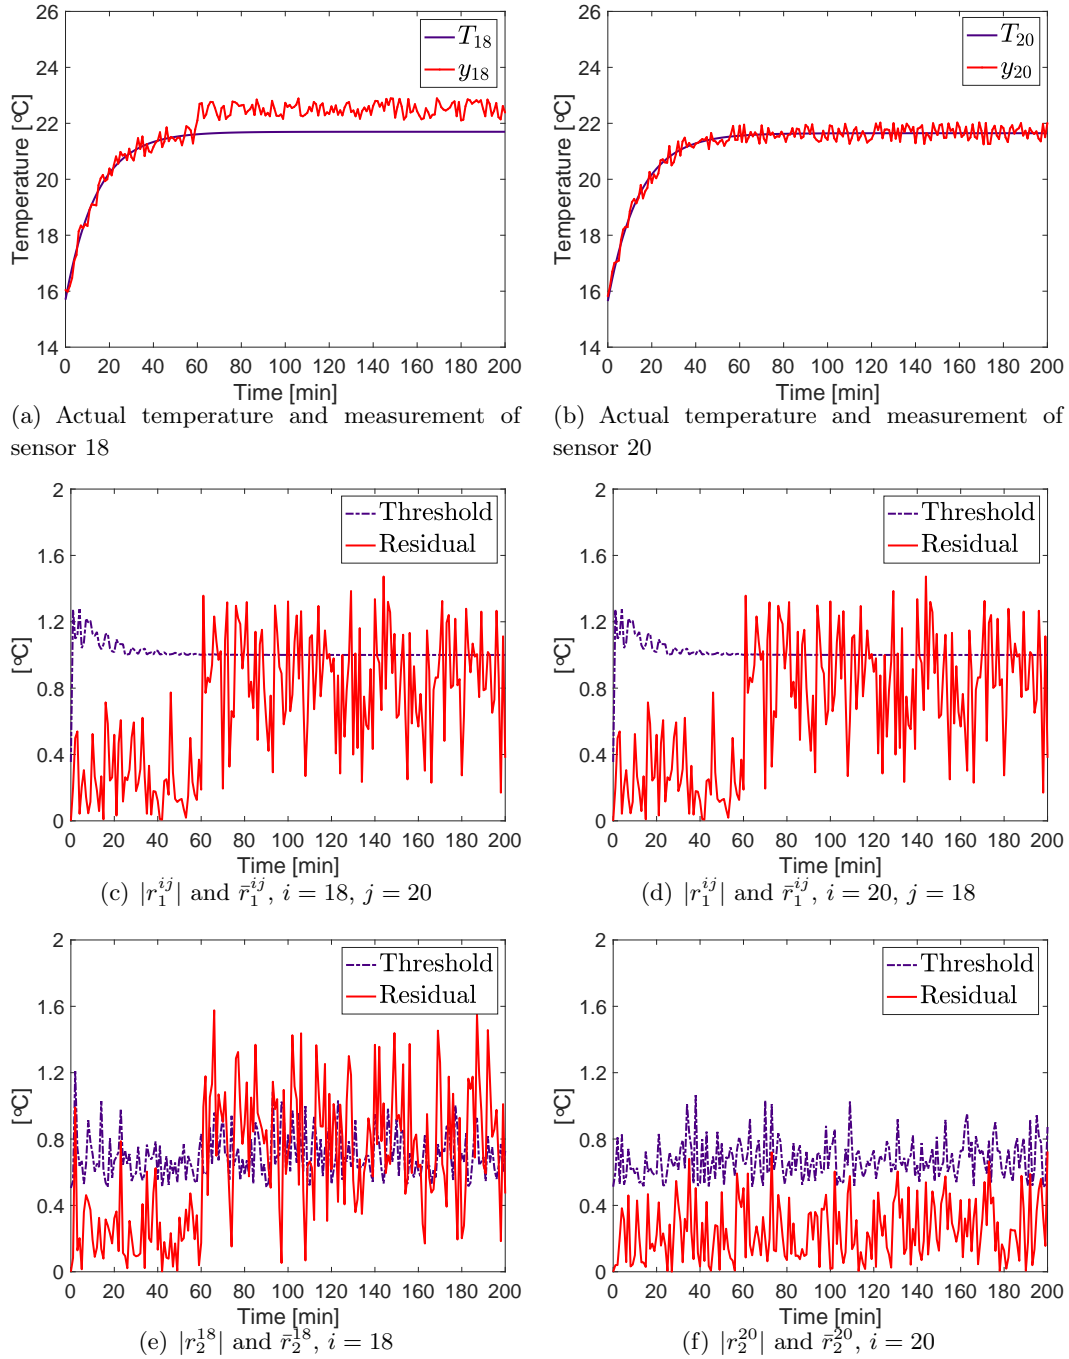 26
24
22
20
18
16
14
Temperature [ºC]
T₁₈
y₁₈
0 20 40 60 80 100 120 140 160 180 200
Time [min]
(a) Actual temperature and measurement of
sensor 18
26
24
22
20
18
16
14
Temperature [ºC]
T₂₀
y₂₀
0 20 40 60 80 100 120 140 160 180 200
Time [min]
(b) Actual temperature and measurement of
sensor 20
2
1.6
1.2
0.8
0.4
0
[ºC]
Threshold
Residual
0 20 40 60 80 100 120 140 160 180 200
Time [min]
(c) |r₁ⁱʲ| and r̄₁ⁱʲ, i = 18, j = 20
2
1.6
1.2
0.8
0.4
0
[ºC]
Threshold
Residual
0 20 40 60 80 100 120 140 160 180 200
Time [min]
(d) |r₁ⁱʲ| and r̄₁ⁱʲ, i = 20, j = 18
2
1.6
1.2
0.8
0.4
0
[ºC]
Threshold
Residual
0 20 40 60 80 100 120 140 160 180 200
Time [min]
(e) |r₂¹⁸| and r̄₂¹⁸, i = 18
2
1.6
1.2
0.8
0.4
0
[ºC]
Threshold
Residual
0 20 40 60 80 100 120 140 160 180 200
Time [min]
(f) |r₂²⁰| and r̄₂²⁰, i = 20